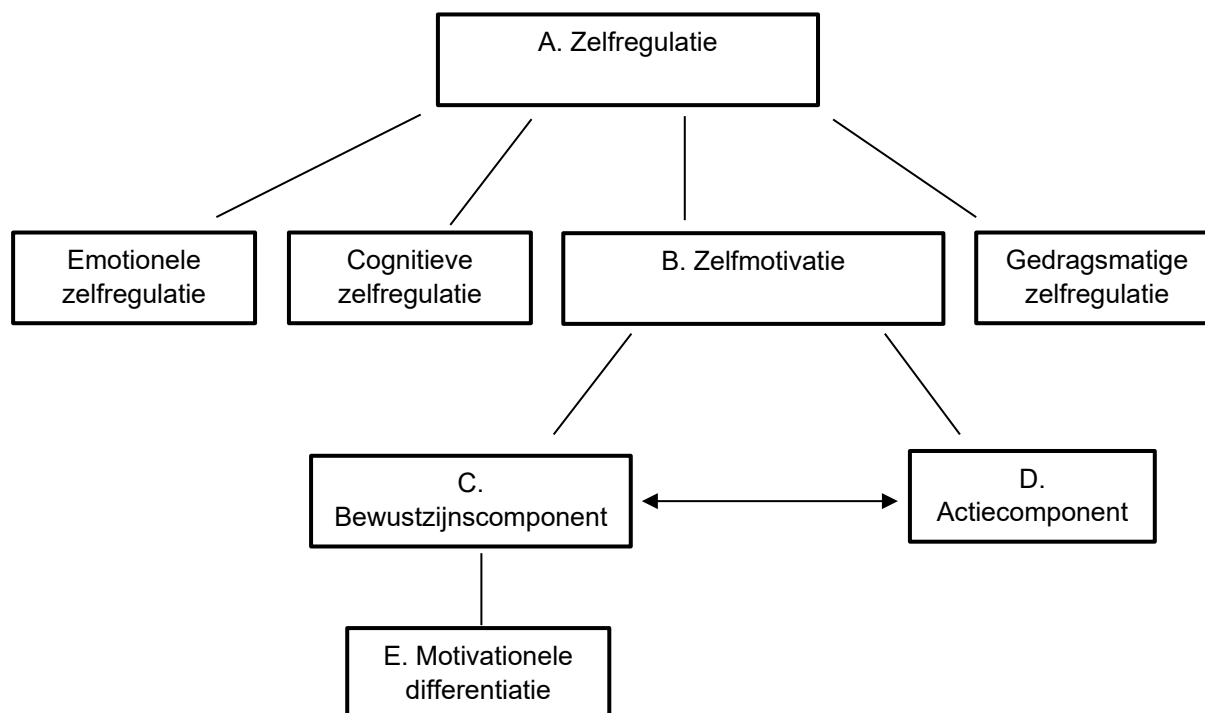 A. Zelfregulatie
Emotionele
zelfregulatie
Cognitieve
zelfregulatie
B. Zelfmotivatie
Gedragsmatige
zelfregulatie
C.
Bewustzijnscomponent
D.
Actiecomponent
E. Motivationele
differentiatie